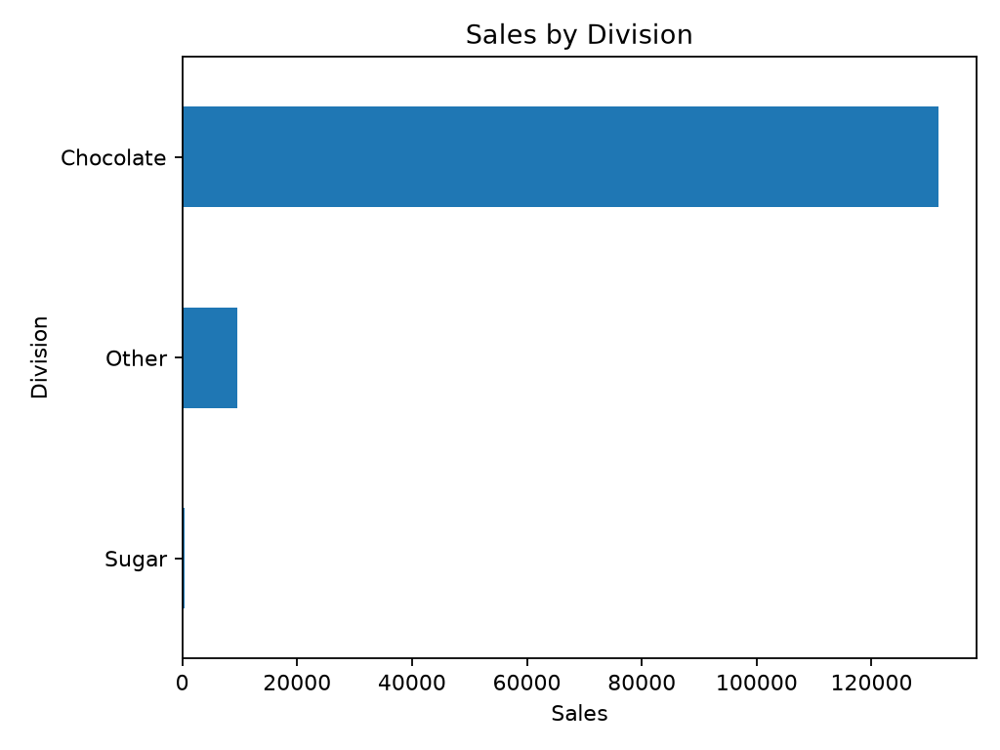 Sales by Division
Chocolate
Other
Sugar
Division
0 20000 40000 60000 80000 100000 120000
Sales